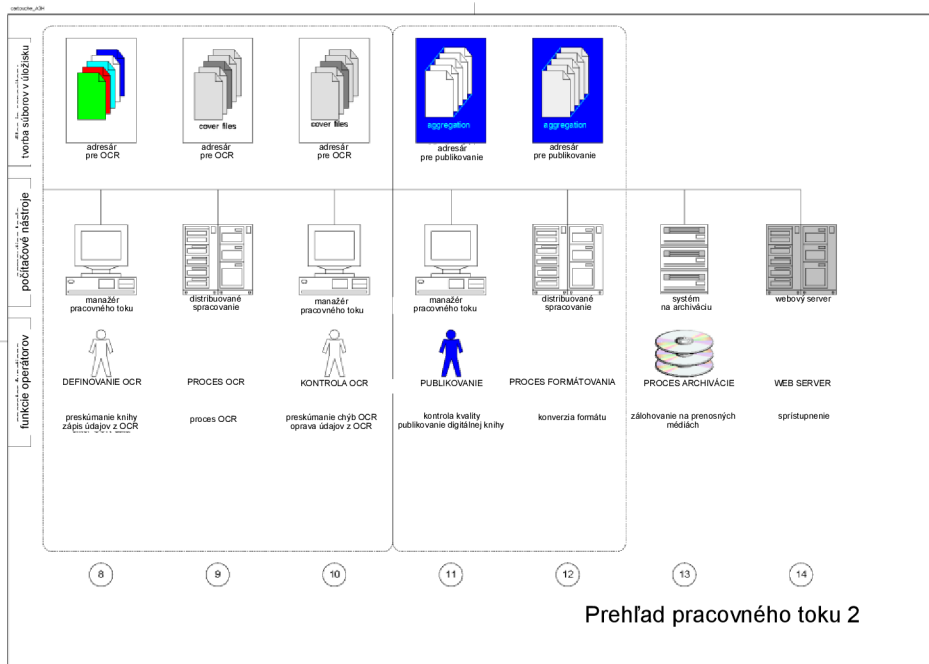 cartouche_A3H
tvorba súborov v úložisku
cover files
cover files
aggregation
aggregation
adresár
pre OCR
adresár
pre OCR
adresár
pre OCR
adresár
pre publikovanie
adresár
pre publikovanie
počítačové nástroje
manažér
pracovného toku
distribuované
spracovanie
manažér
pracovného toku
manažér
pracovného toku
distribuované
spracovanie
systém
na archiváciu
webový server
funkcie operátorov
DEFINOVANIE OCR
PROCES OCR
KONTROLA OCR
PUBLIKOVANIE
PROCES FORMÁTOVANIA
PROCES ARCHIVÁCIE
WEB SERVER
preskúmanie knihy
zápis údajov z OCR
proces OCR
preskúmanie chýb OCR
oprava údajov z OCR
kontrola kvality
publikovanie digitálnej knihy
konverzia formátu
zálohovanie na prenosných
médiách
sprístupnenie
8
9
10
11
12
13
14
Prehľad pracovného toku 2